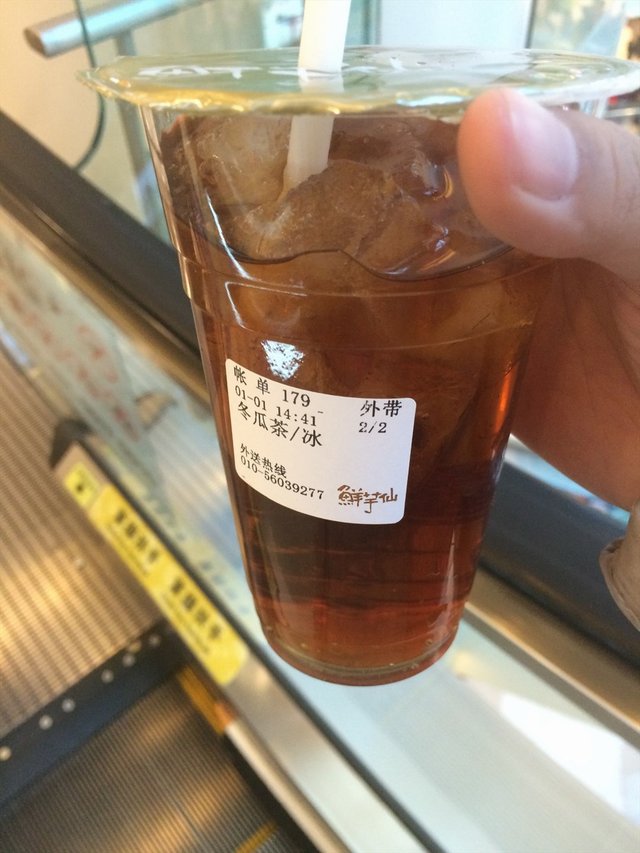 帐 单 179
01-01 14:41 外带
冬瓜茶/冰 2/2
外送热线
010-56039277
鮮芋仙